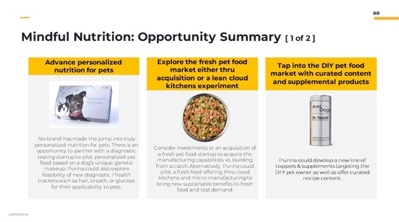 88
Mindful Nutrition: Opportunity Summary [ 1 of 2 ]
Advance personalized
nutrition for pets
No brand has made the jump into truly
personalized nutrition for pets. There is an
opportunity to partner with a diagnostic
testing startup to pilot personalized pet
food based on a dog's unique genetic
makeup. Purina could also explore
feasibility of new diagnostic / health
trackers such as hair, breath, or glucose
for their applicability to pets.
Explore the fresh pet food
market either thru
acquisition or a lean cloud
kitchens experiment
Consider investments or an acquisition of
a fresh pet food startup to acquire the
manufacturing capabilities vs. building
from scratch. Alternatively, Purina could
pilot a fresh food offering thru cloud
kitchens and micro-manufacturing to
bring new sustainable benefits to fresh
food and test demand.
Tap into the DIY pet food
market with curated content
and supplemental products
Purina could develop a new line of
toppers & supplements targeting the
DIY pet owner as well as offer curated
recipe content.